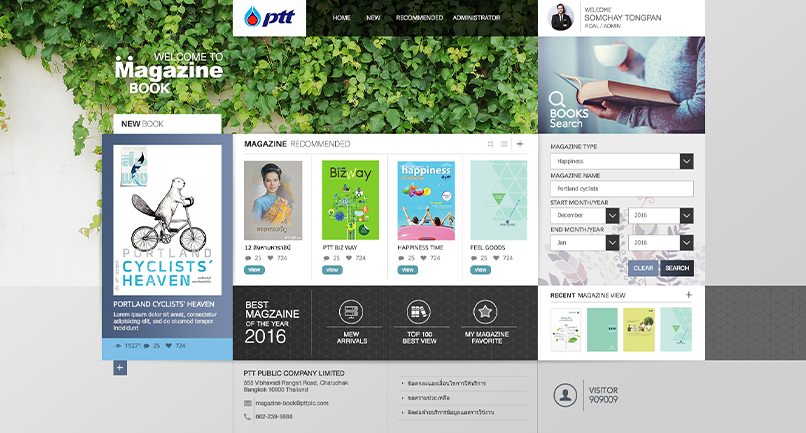 ptt
HOME NEW RECOMMENDED ADMINISTRATOR
WELCOME
SOMCHAY TONGPAN
ROAL / ADMIN
WELCOME TO
Magazine
BOOK
BOOKS
Search
NEW BOOK
MAGAZINE RECOMMENDED
MAGAZINE TYPE
Happiness
MAGAZINE NAME
Portland cyclists
START MONTH/YEAR
December 2016
END MONTH/YEAR
Jan 2016
CLEAR SEARCH
PORTLAND
CYCLISTS'
HEAVEN
PORTLAND CYCLISTS' HEAVEN
Lorem ipsum dolor sit amet, consectetur
adipisicing elit, sed do eiusmod tempor
incididunt
15271 25 724
Bizway
happiness
12 สิงหามหาราชินี
25 724
view
PTT BIZ WAY
25 724
view
HAPPINESS TIME
25 724
view
FEEL GOODS
25 724
view
BEST
MAGZAINE
OF THE YEAR
2016
NEW
ARRIVALS
TOP 100
BEST VIEW
MY MAGAZINE
FAVORITE
RECENT MAGAZINE VIEW
PTT PUBLIC COMPANY LIMITED
555 Vibhavadi Rangsit Road, Chatuchak
Bangkok 10900 Thailand
magazine-book@pttplc.com
ข้อตกลงและเงื่อนไขการให้บริการ
ขอความช่วยเหลือ
ติดต่อฝ่ายบริการข้อมูลและการใช้งาน
VISITOR
909009